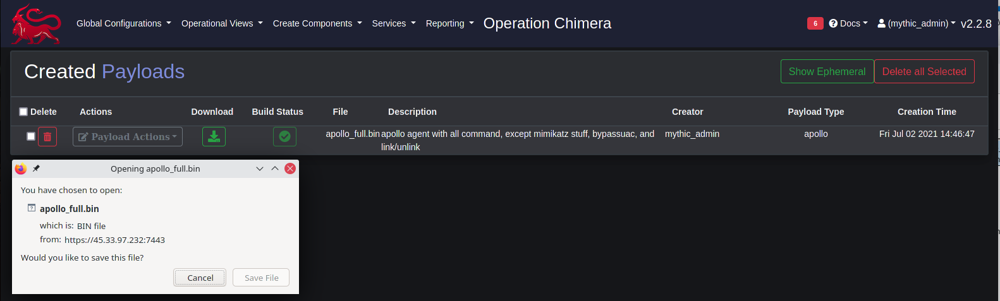 Global Configurations Operational Views Create Components Services Reporting Operation Chimera 6 Docs (mythic_admin) v2.2.8
Created Payloads Show Ephemeral Delete all Selected
Delete Actions Download Build Status File Description Creator Payload Type Creation Time
Payload Actions apollo_full.bin apollo agent with all command, except mimikatz stuff, bypassuac, and mythic_admin apollo Fri Jul 02 2021 14:46:47
link/unlink
Opening apollo_full.bin
You have chosen to open:
apollo_full.bin
which is: BIN file
from: https://45.33.97.232:7443
Would you like to save this file?
Cancel Save File